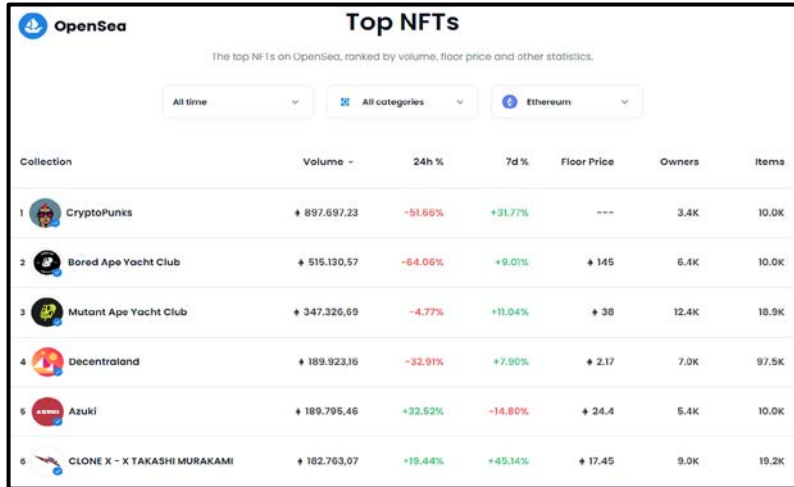 OpenSea
Top NFTs
The top NFTs on OpenSea, ranked by volume, floor price and other statistics.
All time All categories Ethereum
Collection Volume 24h % 7d % Floor Price Owners Items
1 CryptoPunks 897.697,23 -51.66% +31.77% --- 3.4K 10.0K
2 Bored Ape Yacht Club 515.130,57 -64.06% +9.01% 145 6.4K 10.0K
3 Mutant Ape Yacht Club 347.326,69 -4.77% +11.04% 38 12.4K 18.9K
4 Decentraland 189.923,16 -32.91% +7.90% 2.17 7.0K 97.5K
5 AZUKI Azuki 189.795,46 +32.52% -14.80% 24.4 5.4K 10.0K
6 CLONE X - X TAKASHI MURAKAMI 182.763,07 +19.44% +45.14% 17.45 9.0K 19.2K